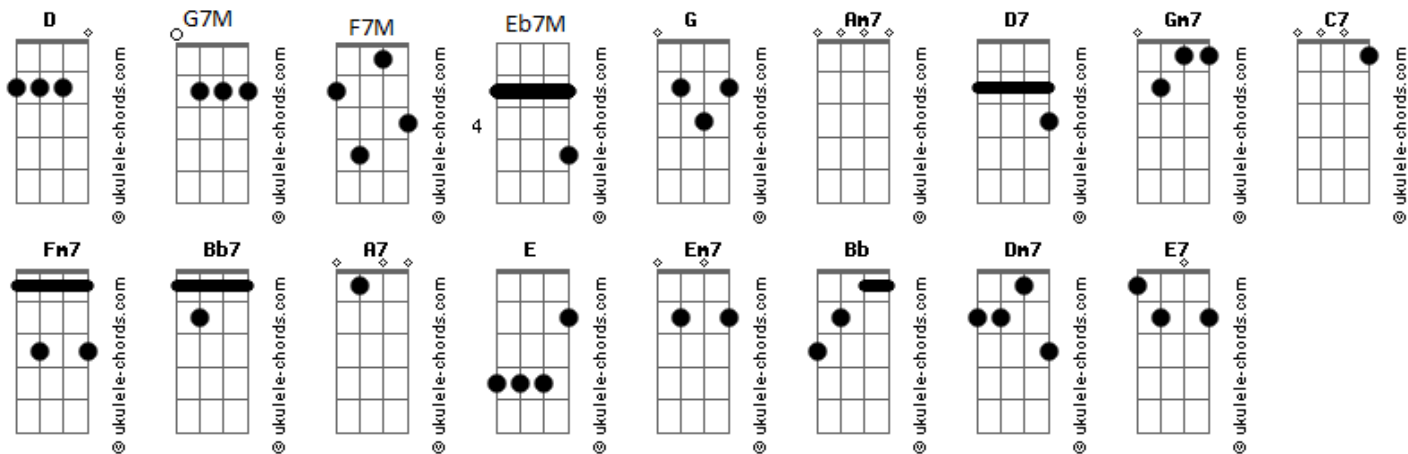 D G7M F7M Eb7M G Am7 D7 Gm7 C7
© ukulele-chords.com © ukulele-chords.com © ukulele-chords.com © ukulele-chords.com © ukulele-chords.com © ukulele-chords.com © ukulele-chords.com © ukulele-chords.com © ukulele-chords.com
4
Fm7 Bb7 A7 E Em7 Bb Dm7 E7
© ukulele-chords.com © ukulele-chords.com © ukulele-chords.com © ukulele-chords.com © ukulele-chords.com © ukulele-chords.com © ukulele-chords.com © ukulele-chords.com